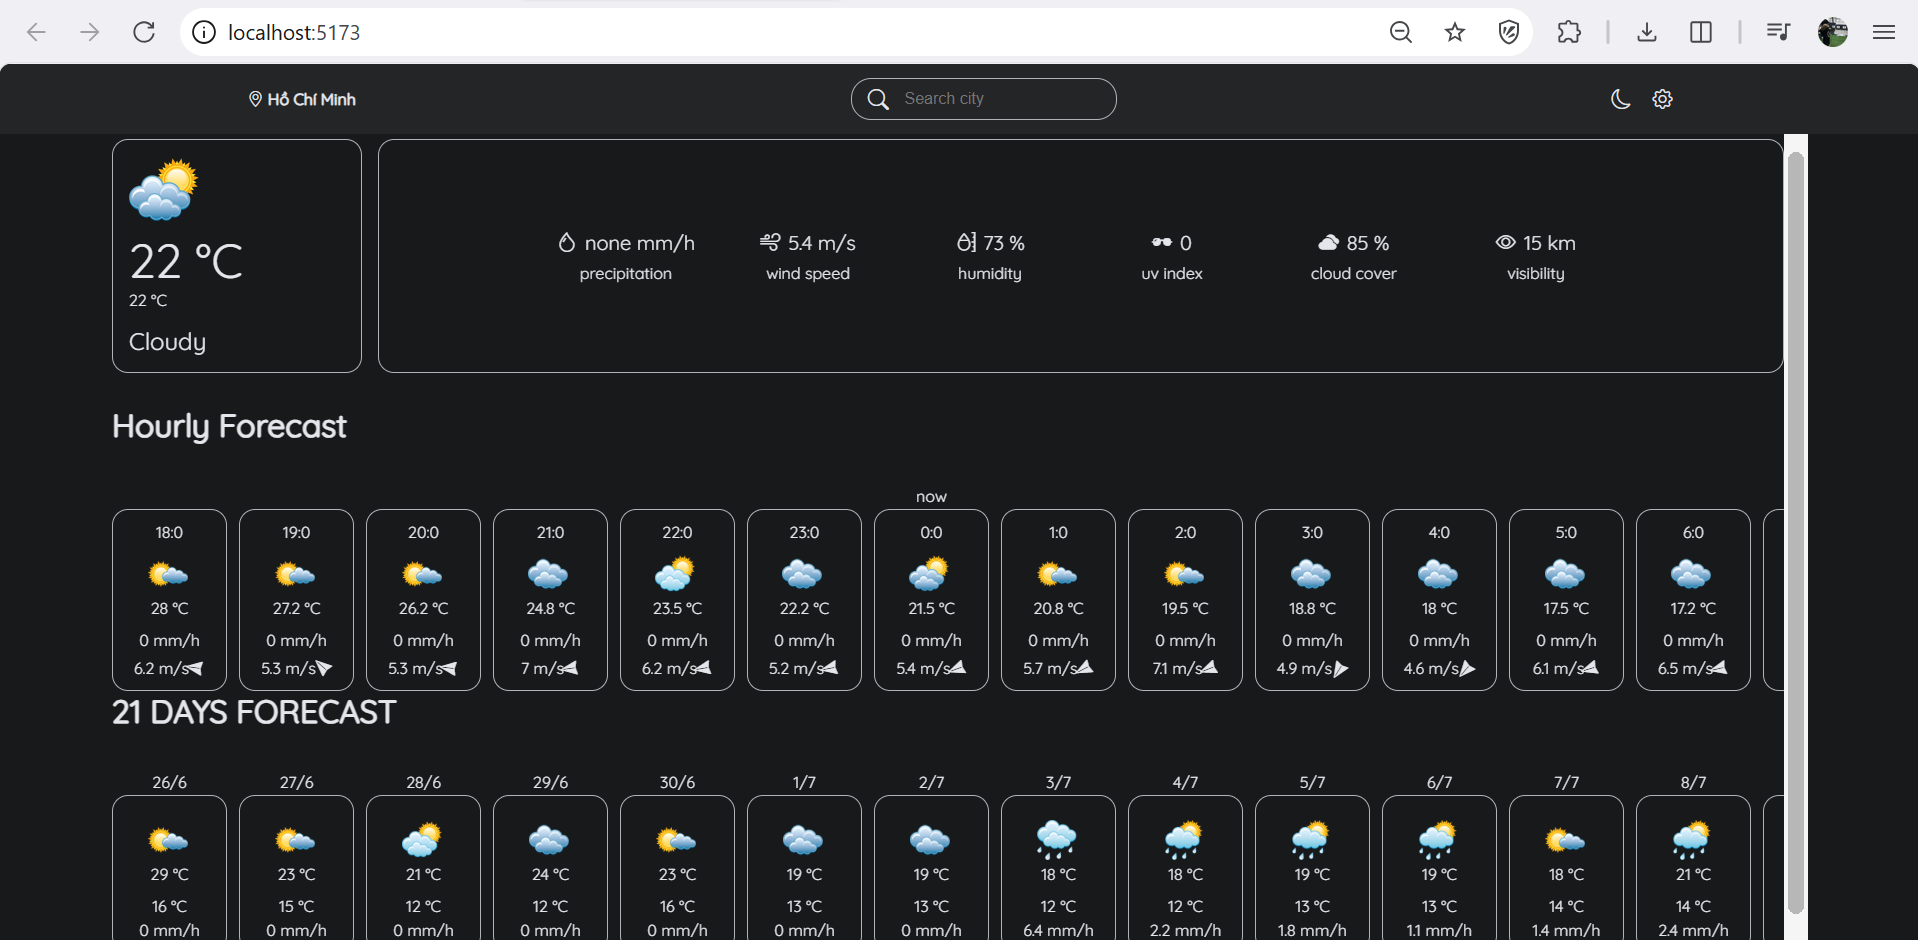 localhost:5173
Hồ Chí Minh
Search city
22 °C
22 °C
Cloudy
none mm/h 5.4 m/s 73 % 0 85 % 15 km
precipitation wind speed humidity uv index cloud cover visibility
Hourly Forecast
now
18:0 19:0 20:0 21:0 22:0 23:0 0:0 1:0 2:0 3:0 4:0 5:0 6:0
28 °C 27.2 °C 26.2 °C 24.8 °C 23.5 °C 22.2 °C 21.5 °C 20.8 °C 19.5 °C 18.8 °C 18 °C 17.5 °C 17.2 °C
0 mm/h 0 mm/h 0 mm/h 0 mm/h 0 mm/h 0 mm/h 0 mm/h 0 mm/h 0 mm/h 0 mm/h 0 mm/h 0 mm/h 0 mm/h
6.2 m/s 5.3 m/s 5.3 m/s 7 m/s 6.2 m/s 5.2 m/s 5.4 m/s 5.7 m/s 7.1 m/s 4.9 m/s 4.6 m/s 6.1 m/s 6.5 m/s
21 DAYS FORECAST
26/6 27/6 28/6 29/6 30/6 1/7 2/7 3/7 4/7 5/7 6/7 7/7 8/7
29 °C 23 °C 21 °C 24 °C 23 °C 19 °C 19 °C 18 °C 18 °C 19 °C 19 °C 18 °C 21 °C
16 °C 15 °C 12 °C 12 °C 16 °C 13 °C 13 °C 12 °C 12 °C 13 °C 13 °C 14 °C 14 °C
0 mm/h 0 mm/h 0 mm/h 0 mm/h 0 mm/h 0 mm/h 0 mm/h 6.4 mm/h 2.2 mm/h 1.8 mm/h 1.1 mm/h 1.4 mm/h 2.4 mm/h